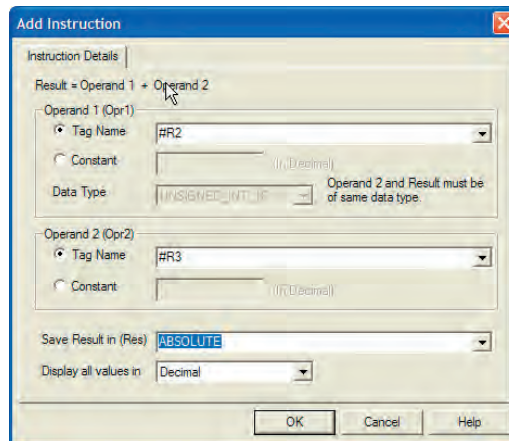 Add Instruction
Instruction Details
Result = Operand 1 + Operand 2
Operand 1 (Opr1)
Tag Name #R2
Constant (In Decimal)
Data Type UNSIGNED_INT_IF Operand 2 and Result must be
of same data type.
Operand 2 (Opr2)
Tag Name #R3
Constant (In Decimal)
Save Result in (Res) ABSOLUTE
Display all values in Decimal
OK Cancel Help